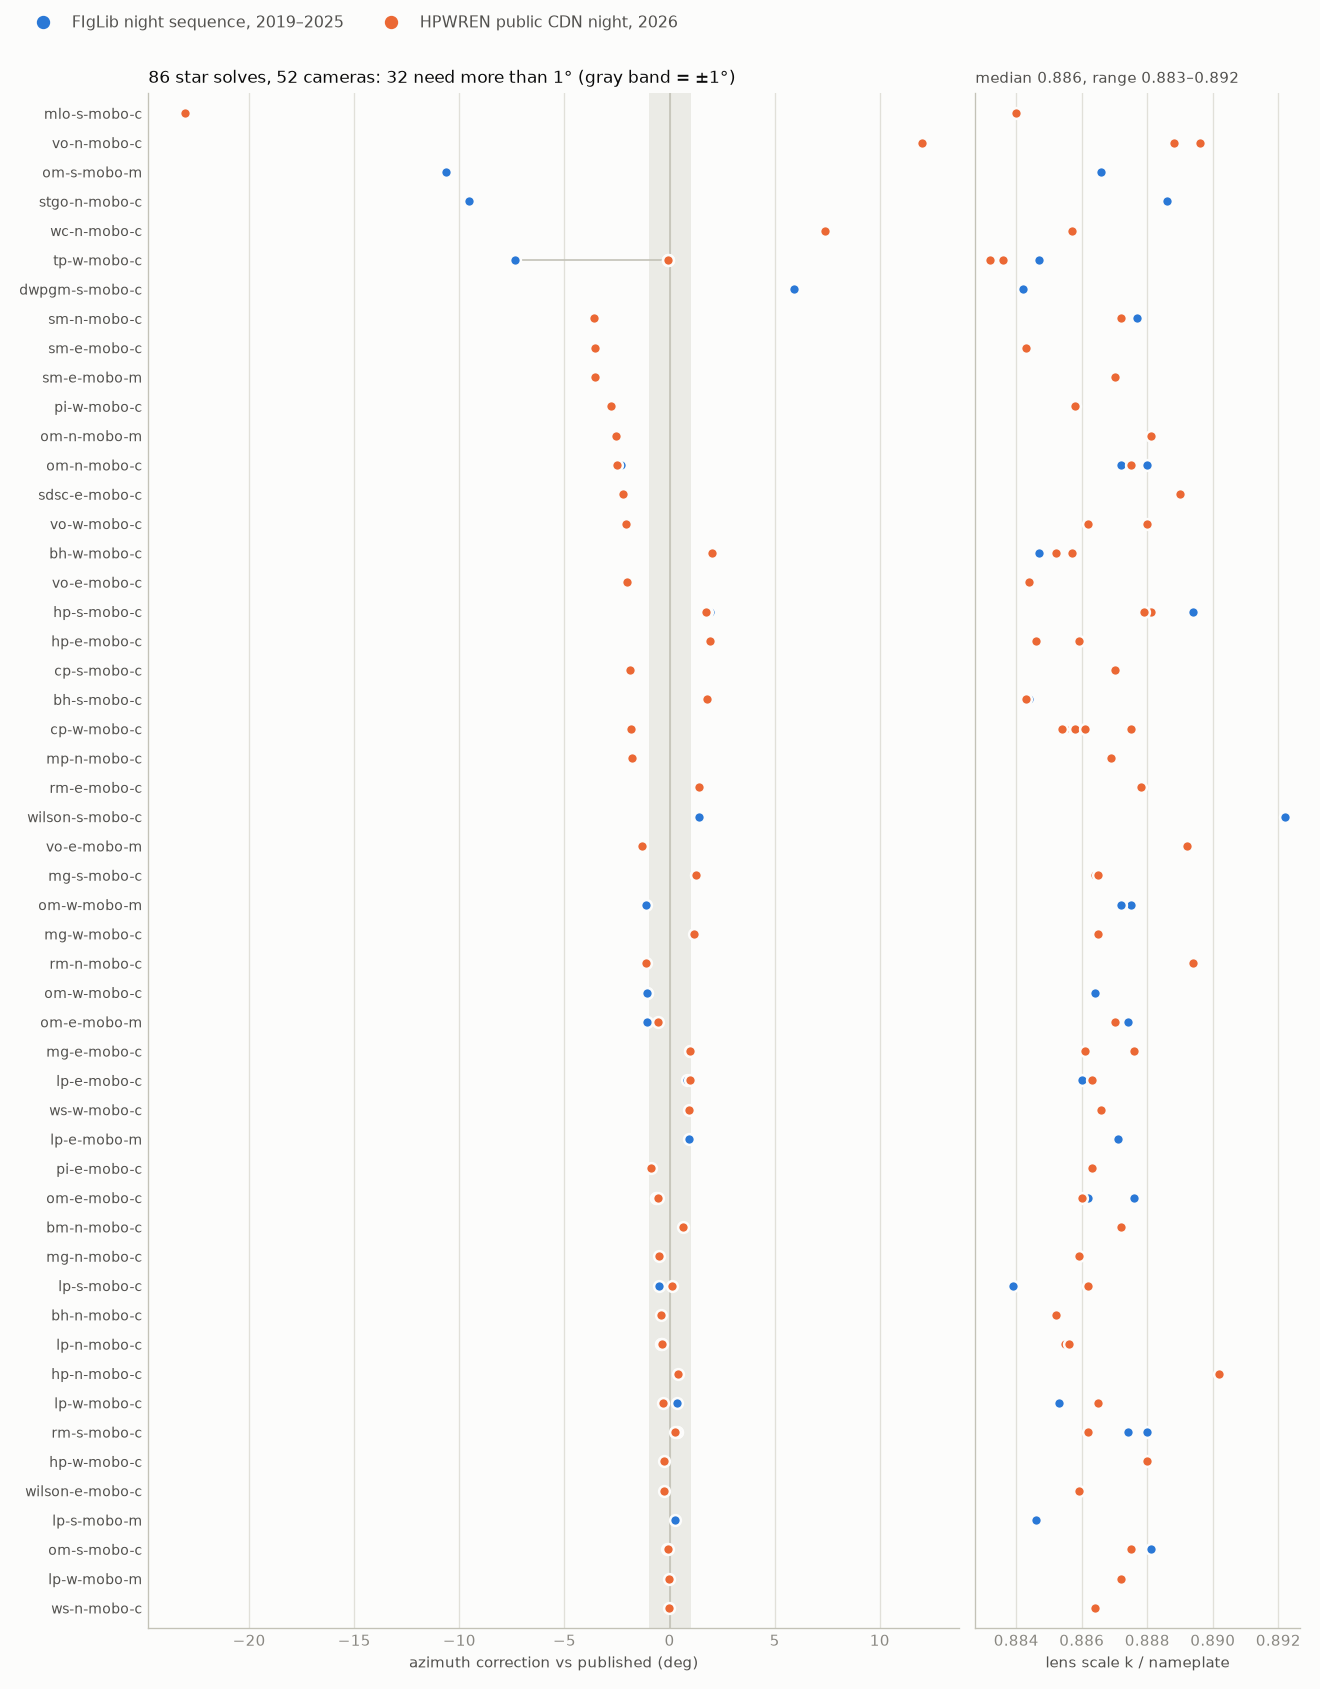 FIgLib night sequence, 2019–2025 HPWREN public CDN night, 2026
86 star solves, 52 cameras: 32 need more than 1° (gray band = ±1°)
median 0.886, range 0.883–0.892
mlo-s-mobo-c
vo-n-mobo-c
om-s-mobo-m
stgo-n-mobo-c
wc-n-mobo-c
tp-w-mobo-c
dwpgm-s-mobo-c
sm-n-mobo-c
sm-e-mobo-c
sm-e-mobo-m
pi-w-mobo-c
om-n-mobo-m
om-n-mobo-c
sdsc-e-mobo-c
vo-w-mobo-c
bh-w-mobo-c
vo-e-mobo-c
hp-s-mobo-c
hp-e-mobo-c
cp-s-mobo-c
bh-s-mobo-c
cp-w-mobo-c
mp-n-mobo-c
rm-e-mobo-c
wilson-s-mobo-c
vo-e-mobo-m
mg-s-mobo-c
om-w-mobo-m
mg-w-mobo-c
rm-n-mobo-c
om-w-mobo-c
om-e-mobo-m
mg-e-mobo-c
lp-e-mobo-c
ws-w-mobo-c
lp-e-mobo-m
pi-e-mobo-c
om-e-mobo-c
bm-n-mobo-c
mg-n-mobo-c
lp-s-mobo-c
bh-n-mobo-c
lp-n-mobo-c
hp-n-mobo-c
lp-w-mobo-c
rm-s-mobo-c
hp-w-mobo-c
wilson-e-mobo-c
lp-s-mobo-m
om-s-mobo-c
lp-w-mobo-m
ws-n-mobo-c
−20 −15 −10 −5 0 5 10
azimuth correction vs published (deg)
0.884 0.886 0.888 0.890 0.892
lens scale k / nameplate